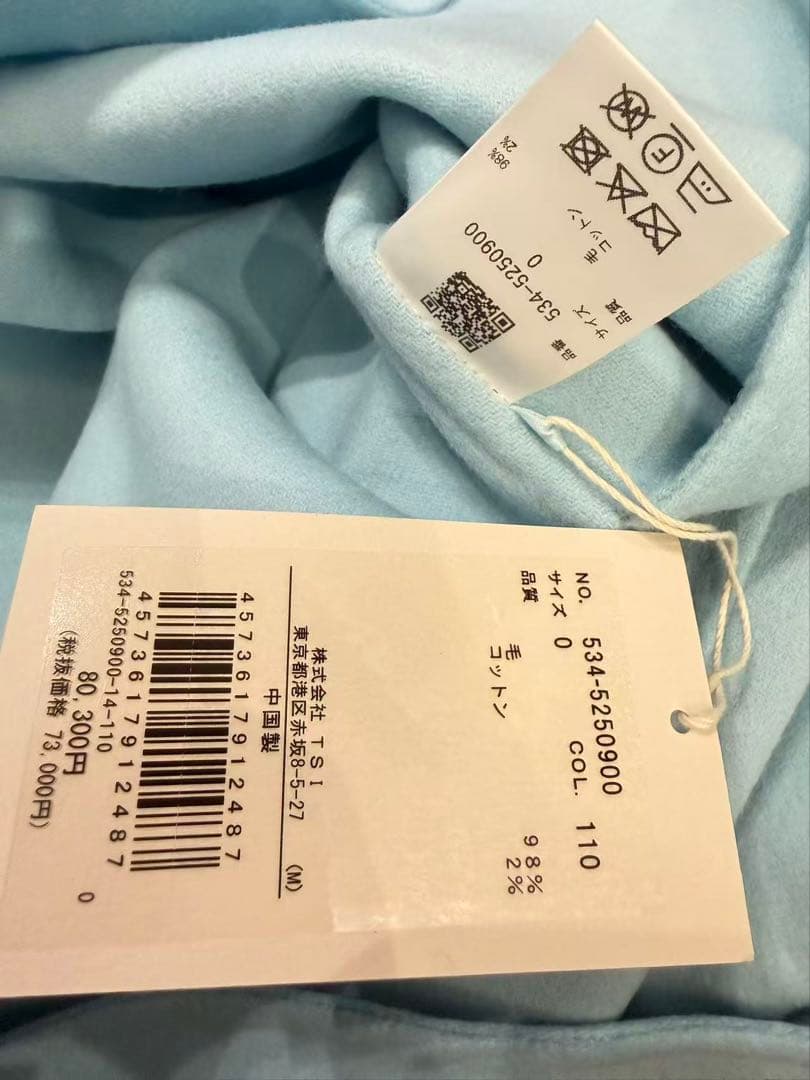 品番 534-5250900
サイズ 0
品質 毛 98%
コットン 2%
NO. 534-5250900 COL. 110
サイズ 0
品質
毛 98%
コットン 2%
株式会社 TSI
東京都港区赤坂8-5-27 (M)
中国製
4573617912487
4573617912487
534-5250900-14-110 0
80,300円
(税抜価格 73,000円)